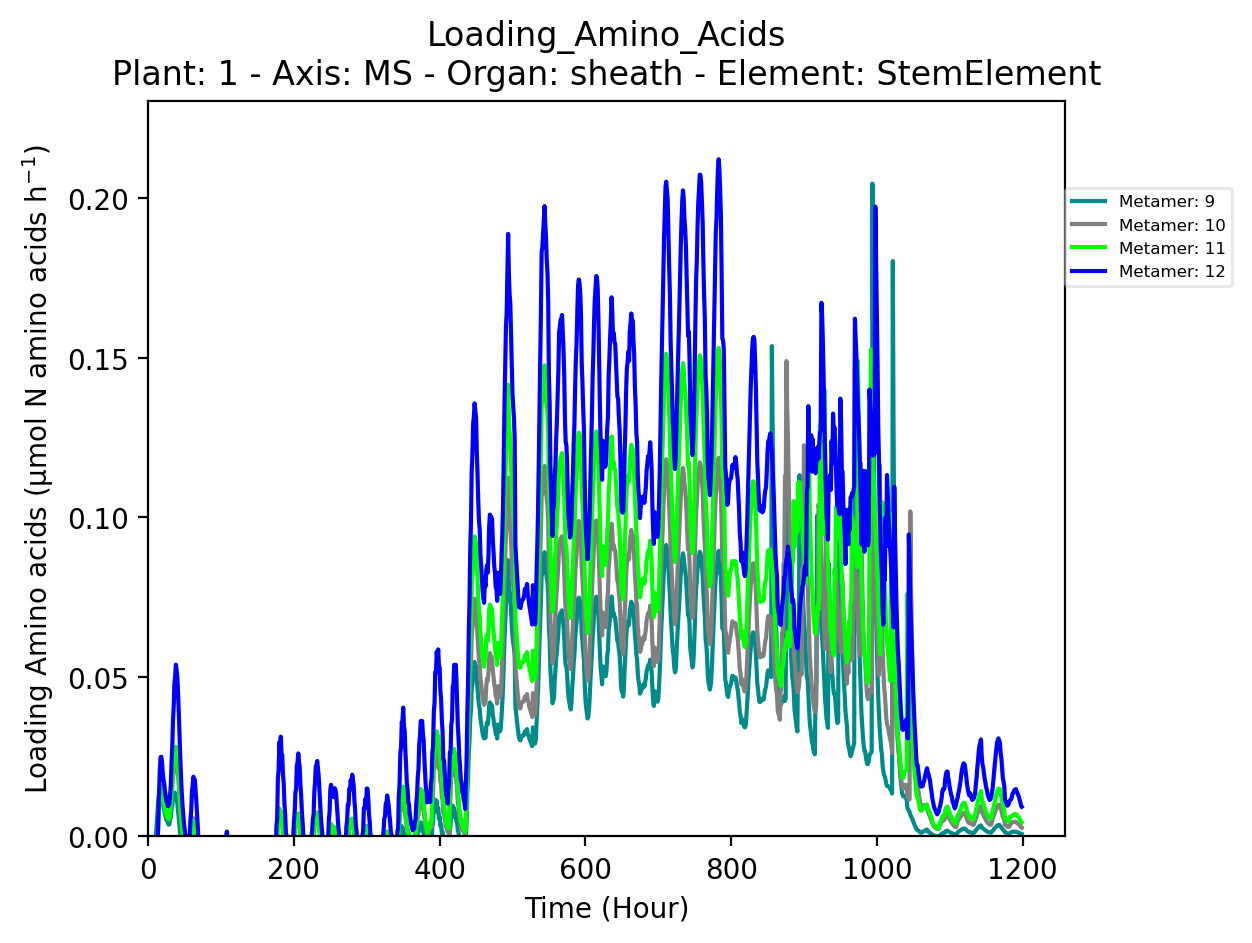 Loading_Amino_Acids
Plant: 1 - Axis: MS - Organ: sheath - Element: StemElement
Loading Amino acids (µmol N amino acids h⁻¹)
0.20
0.15
0.10
0.05
0.00
0 200 400 600 800 1000 1200
Time (Hour)
Metamer: 9
Metamer: 10
Metamer: 11
Metamer: 12